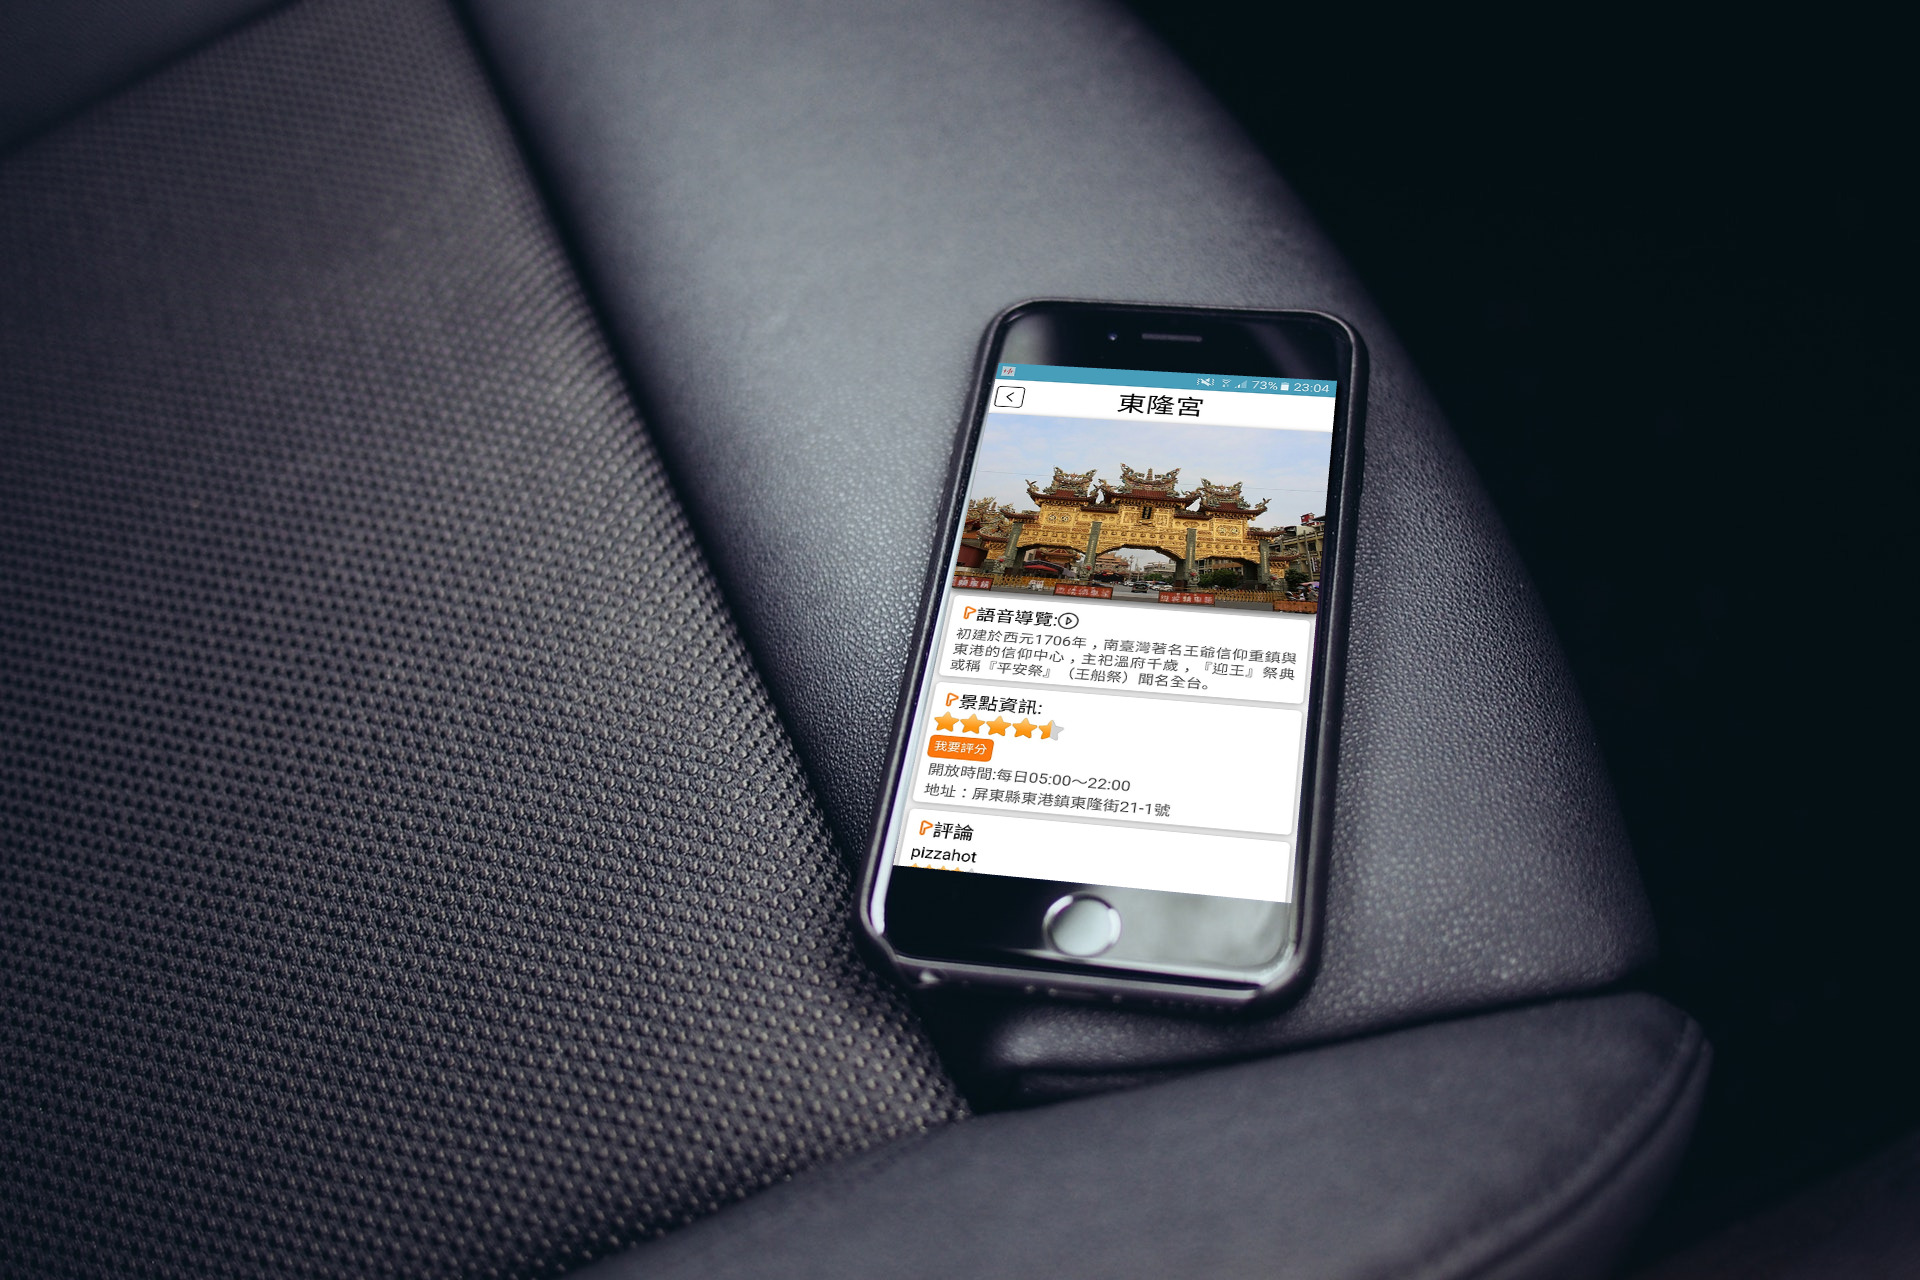 73% 23:04
<
東隆宮
語音導覽:
初建於西元1706年，南臺灣著名王爺信仰重鎮與
東港的信仰中心，主祀溫府千歲，『迎王』祭典
或稱『平安祭』（王船祭）聞名全台。
景點資訊:
我要評分
開放時間:每日05:00～22:00
地址：屏東縣東港鎮東隆街21-1號
評論
pizzahot